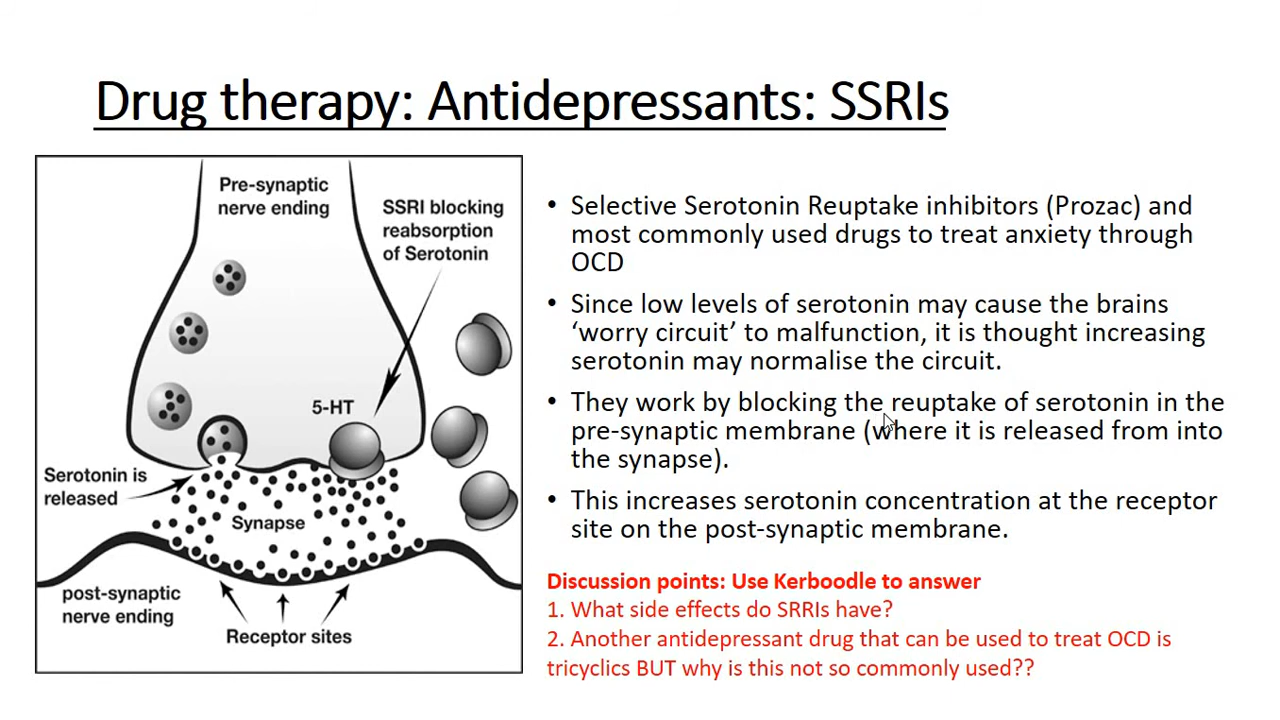 Drug therapy: Antidepressants: SSRIs
Pre-synaptic
nerve ending
SSRI blocking
reabsorption
of Serotonin
5-HT
Serotonin is
released
Synapse
post-synaptic
nerve ending
Receptor sites
• Selective Serotonin Reuptake inhibitors (Prozac) and
most commonly used drugs to treat anxiety through
OCD
• Since low levels of serotonin may cause the brains
‘worry circuit’ to malfunction, it is thought increasing
serotonin may normalise the circuit.
• They work by blocking the reuptake of serotonin in the
pre-synaptic membrane (where it is released from into
the synapse).
• This increases serotonin concentration at the receptor
site on the post-synaptic membrane.
Discussion points: Use Kerboodle to answer
1. What side effects do SRRIs have?
2. Another antidepressant drug that can be used to treat OCD is
tricyclics BUT why is this not so commonly used??